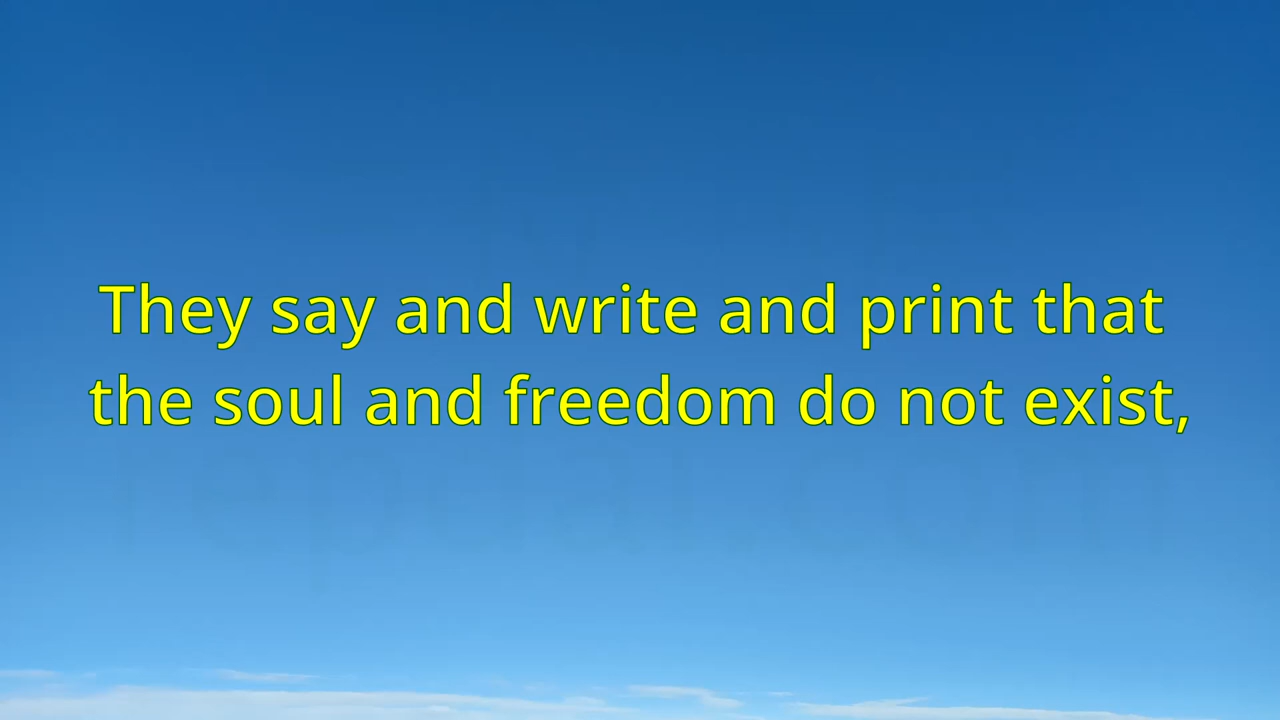 They say and write and print that
the soul and freedom do not exist,